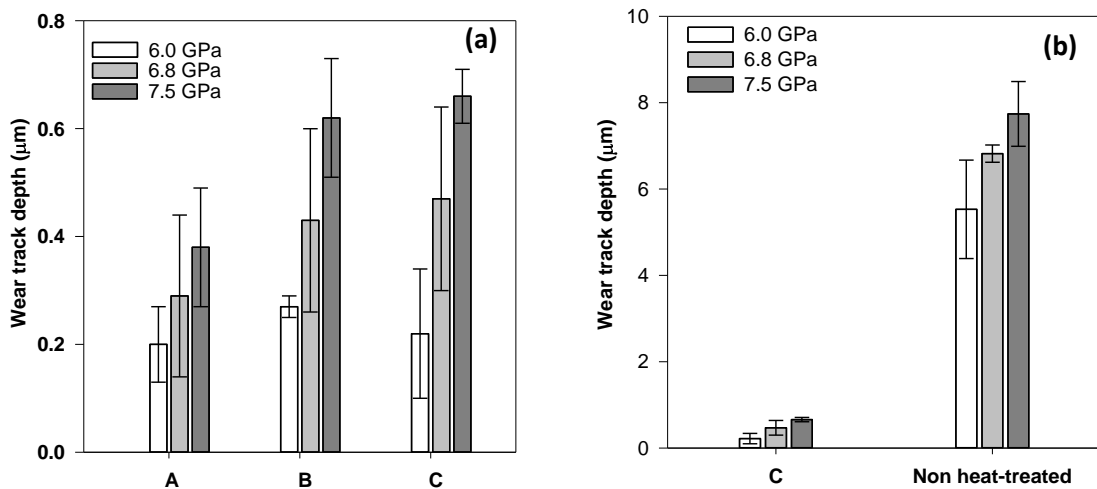 (a)
6.0 GPa
6.8 GPa
7.5 GPa
Wear track depth (μm)
0.8
0.6
0.4
0.2
0.0
A B C
(b)
6.0 GPa
6.8 GPa
7.5 GPa
Wear track depth (μm)
10
8
6
4
2
0
C Non heat-treated